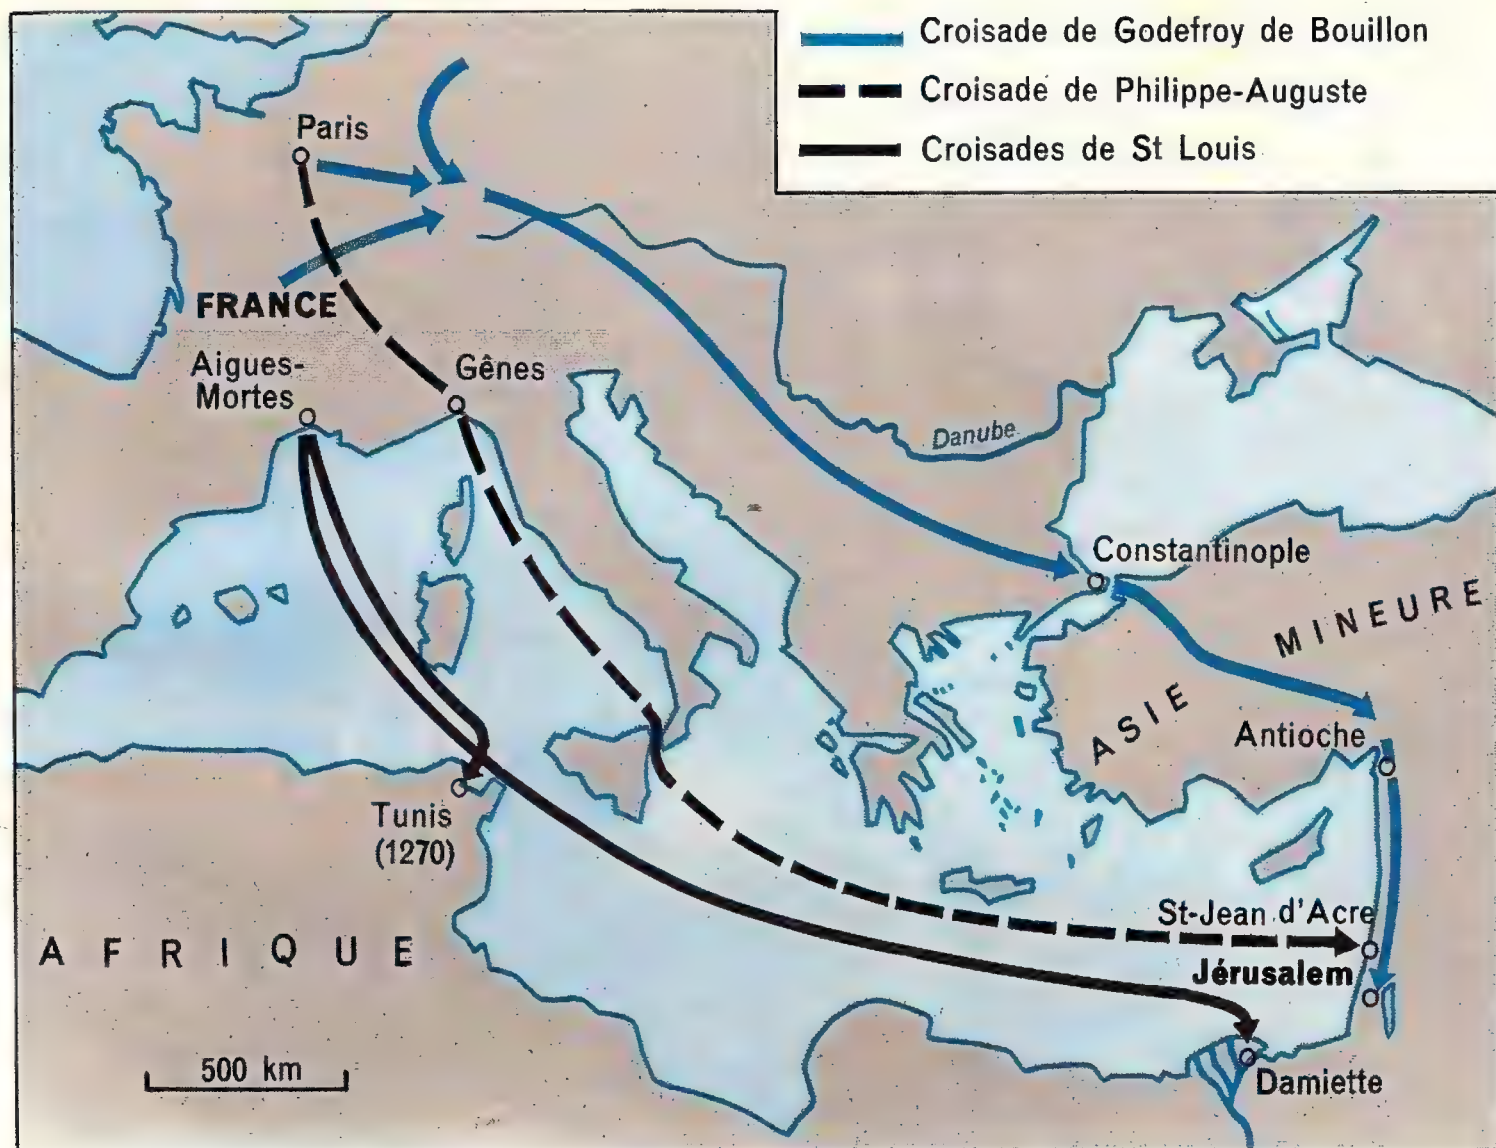 Croisade de Godefroy de Bouillon
Croisade de Philippe-Auguste
Croisades de St Louis
Paris
FRANCE
Aigues-
Mortes
Gênes
Danube
Constantinople
ASIE MINEURE
Antioche
Tunis
(1270)
St-Jean d'Acre
AFRIQUE
Jérusalem
500 km
Damiette